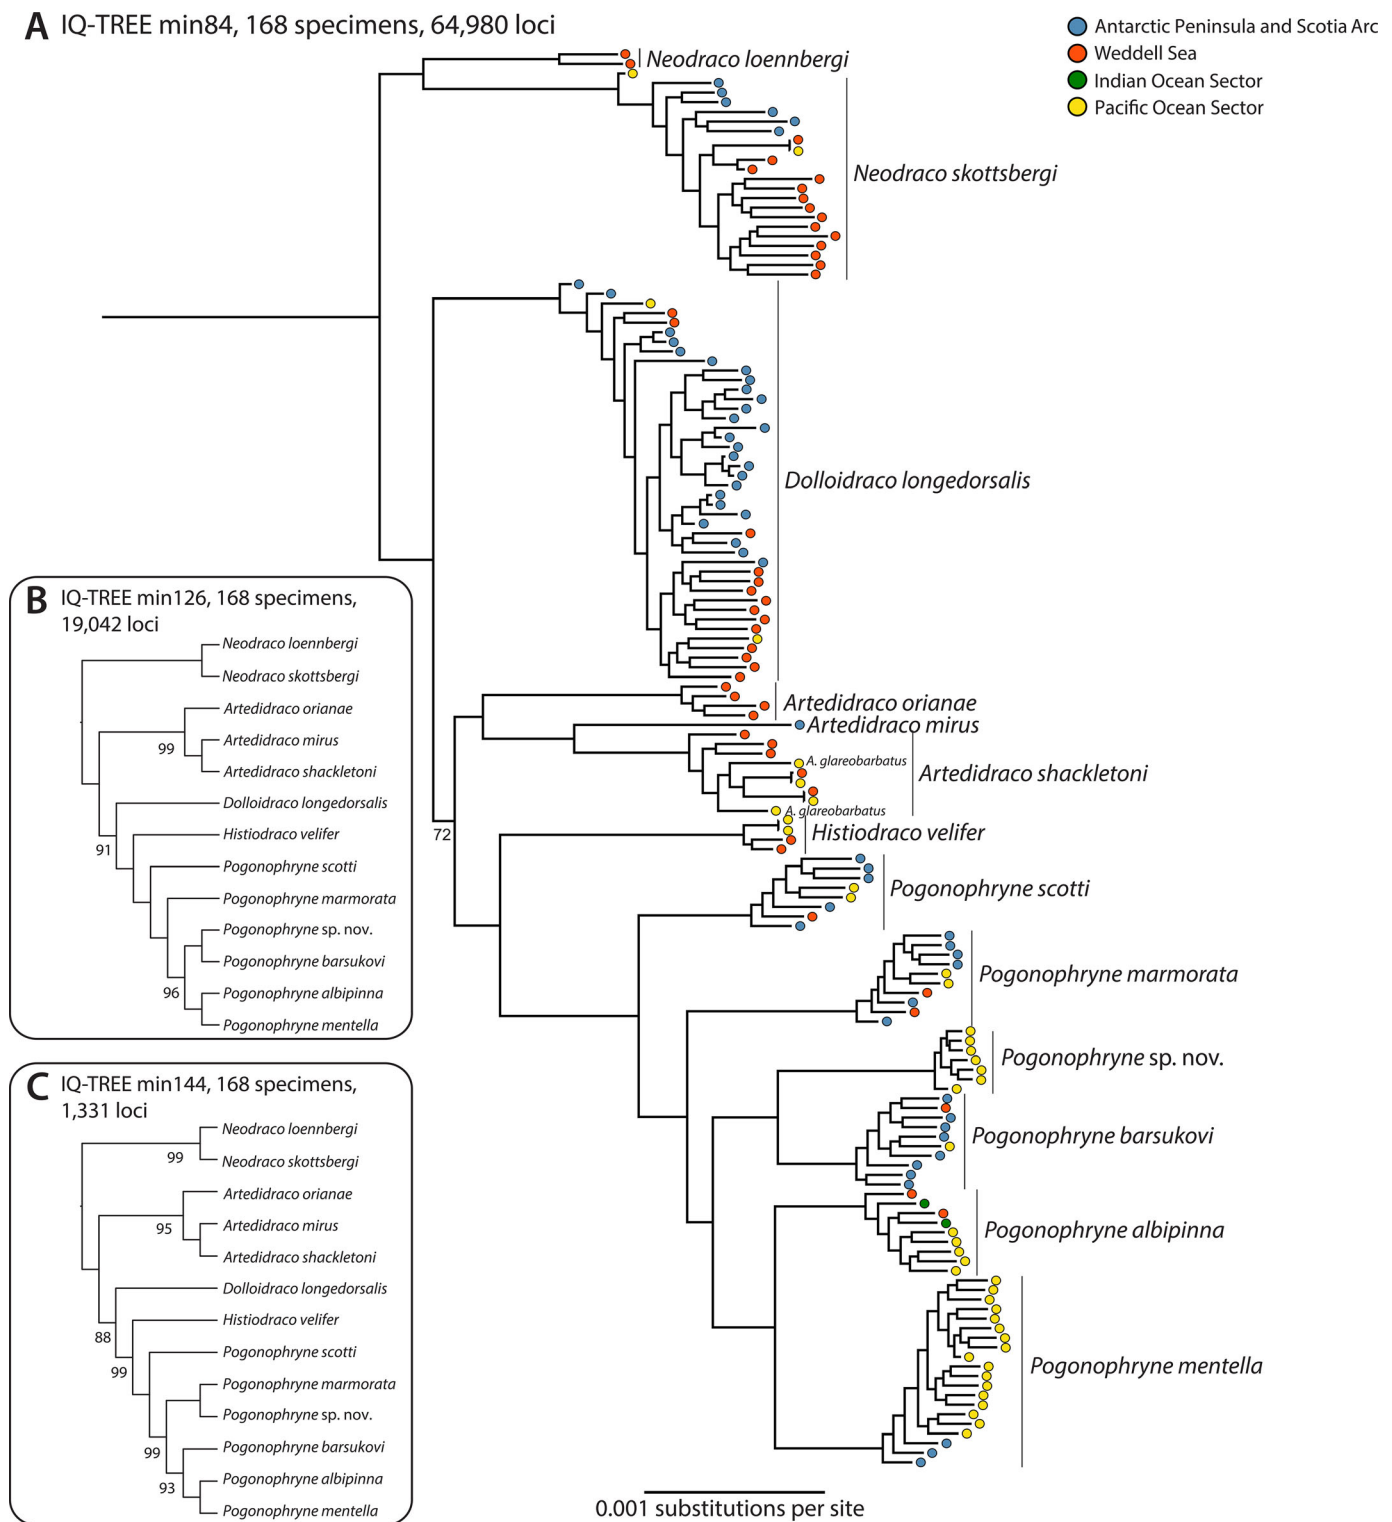 A IQ-TREE min84, 168 specimens, 64,980 loci
Antarctic Peninsula and Scotia Arc
Weddell Sea
Indian Ocean Sector
Pacific Ocean Sector
Neodraco loennbergi
Neodraco skottsbergi
Dolloidraco longedorsalis
Artedidraco orianae
Artedidraco mirus
A. glareobarbatus
Artedidraco shackletoni
A. glareobarbatus
72
Histiodraco velifer
Pogonophryne scotti
Pogonophryne marmorata
Pogonophryne sp. nov.
Pogonophryne barsukovi
Pogonophryne albipinna
Pogonophryne mentella
0.001 substitutions per site
B IQ-TREE min126, 168 specimens,
19,042 loci
Neodraco loennbergi
Neodraco skottsbergi
Artedidraco orianae
Artedidraco mirus
99
Artedidraco shackletoni
Dolloidraco longedorsalis
Histiodraco velifer
91
Pogonophryne scotti
Pogonophryne marmorata
Pogonophryne sp. nov.
Pogonophryne barsukovi
Pogonophryne albipinna
96
Pogonophryne mentella
C IQ-TREE min144, 168 specimens,
1,331 loci
Neodraco loennbergi
99
Neodraco skottsbergi
Artedidraco orianae
Artedidraco mirus
95
Artedidraco shackletoni
Dolloidraco longedorsalis
Histiodraco velifer
88
Pogonophryne scotti
99
Pogonophryne marmorata
Pogonophryne sp. nov.
Pogonophryne barsukovi
99
Pogonophryne albipinna
93
Pogonophryne mentella